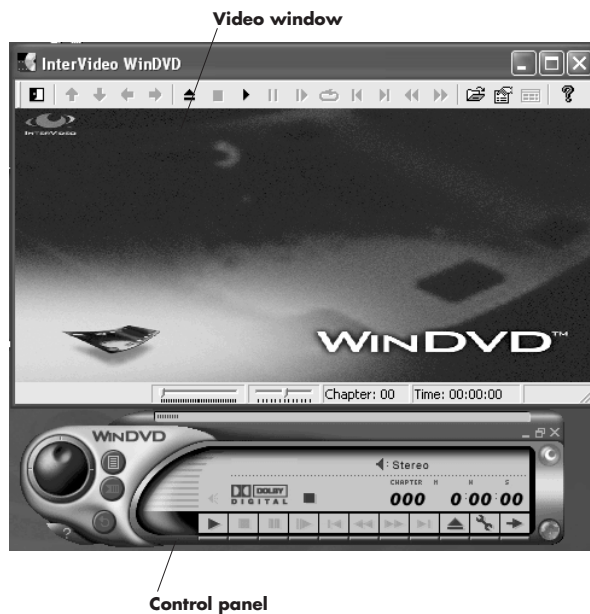 Video window
InterVideo WinDVD
INTERVIDEO
WINDVD™
Chapter: 00
Time: 00:00:00
WINDVD
Stereo
DOLBY
DIGITAL
CHAPTER H M S
000 0:00:00
?
Control panel